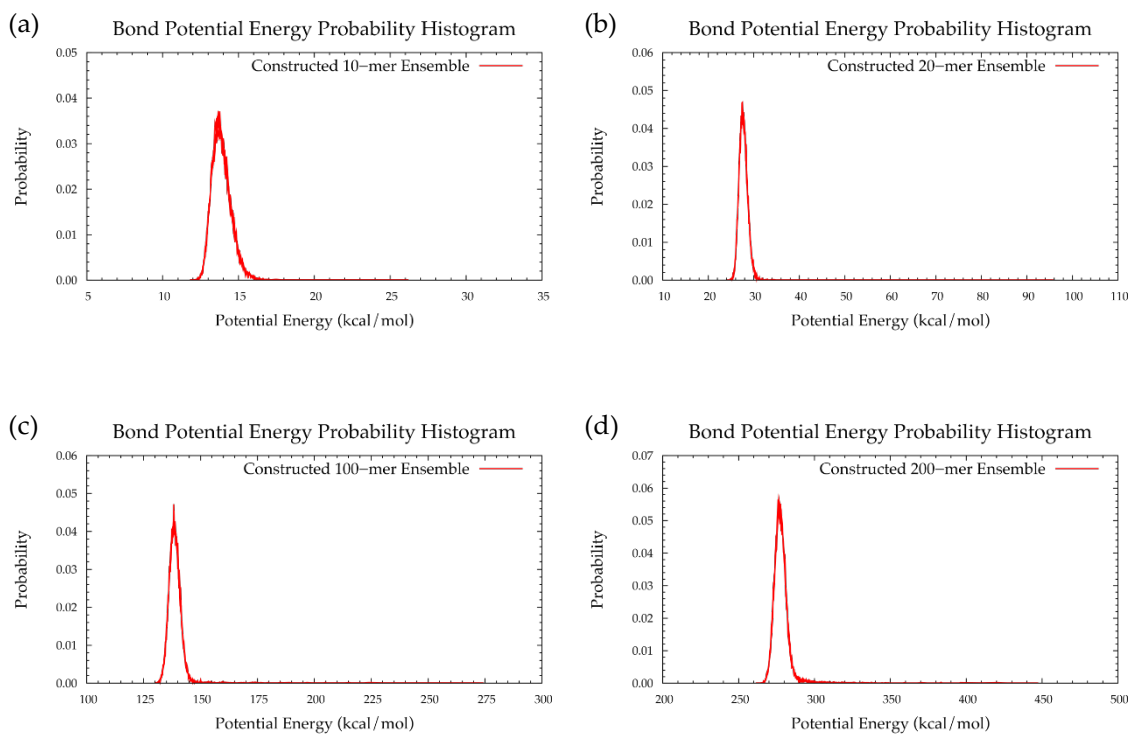 (a)
Bond Potential Energy Probability Histogram
Constructed 10−mer Ensemble
Probability
0.05
0.04
0.03
0.02
0.01
0.00
5 10 15 20 25 30 35
Potential Energy (kcal/mol)
(b)
Bond Potential Energy Probability Histogram
Constructed 20−mer Ensemble
Probability
0.06
0.05
0.04
0.03
0.02
0.01
0.00
10 20 30 40 50 60 70 80 90 100 110
Potential Energy (kcal/mol)
(c)
Bond Potential Energy Probability Histogram
Constructed 100−mer Ensemble
Probability
0.06
0.05
0.04
0.03
0.02
0.01
0.00
100 125 150 175 200 225 250 275 300
Potential Energy (kcal/mol)
(d)
Bond Potential Energy Probability Histogram
Constructed 200−mer Ensemble
Probability
0.07
0.06
0.05
0.04
0.03
0.02
0.01
0.00
200 250 300 350 400 450 500
Potential Energy (kcal/mol)